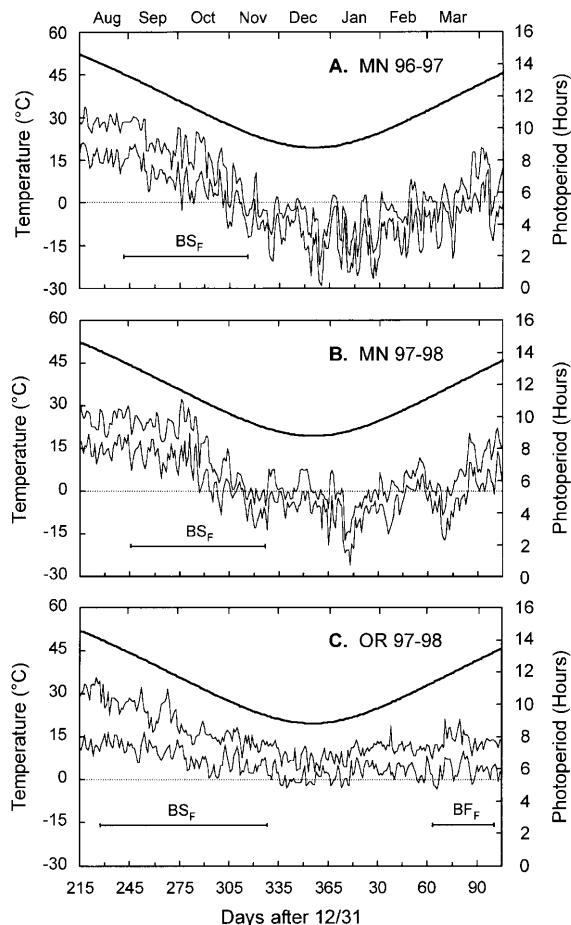 Aug Sep Oct Nov Dec Jan Feb Mar
60 45 30 15 0 -15 -30
Temperature (°C)
A. MN 96-97
BSF
16 14 12 10 8 6 4 2 0
Photoperiod (Hours)
60 45 30 15 0 -15 -30
Temperature (°C)
B. MN 97-98
BSF
16 14 12 10 8 6 4 2 0
Photoperiod (Hours)
60 45 30 15 0 -15 -30
Temperature (°C)
C. OR 97-98
BSF
BFF
16 14 12 10 8 6 4 2 0
Photoperiod (Hours)
215 245 275 305 335 365 30 60 90
Days after 12/31